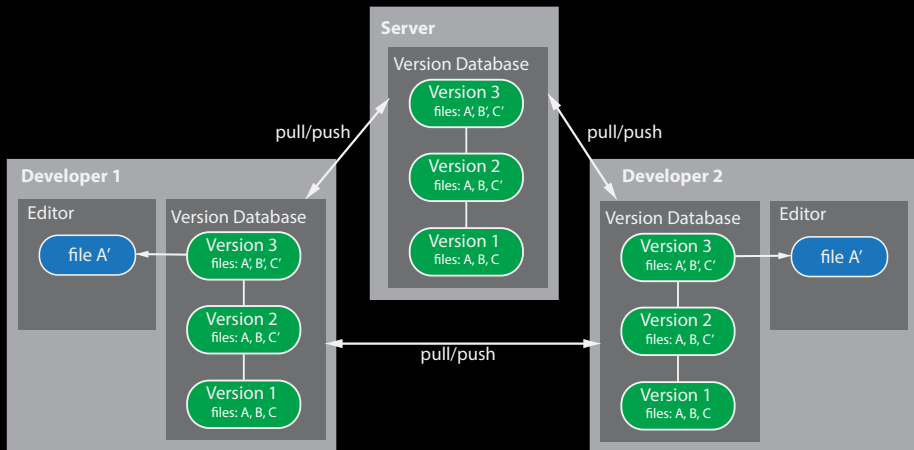 Server
Version Database
Version 3
files: A', B', C'
Version 2
files: A, B, C'
Version 1
files: A, B, C
pull/push
pull/push
Developer 1
Editor
file A'
Version Database
Version 3
files: A', B', C'
Version 2
files: A, B, C'
Version 1
files: A, B, C
pull/push
Developer 2
Version Database
Version 3
files: A', B', C'
Version 2
files: A, B, C'
Version 1
files: A, B, C
Editor
file A'